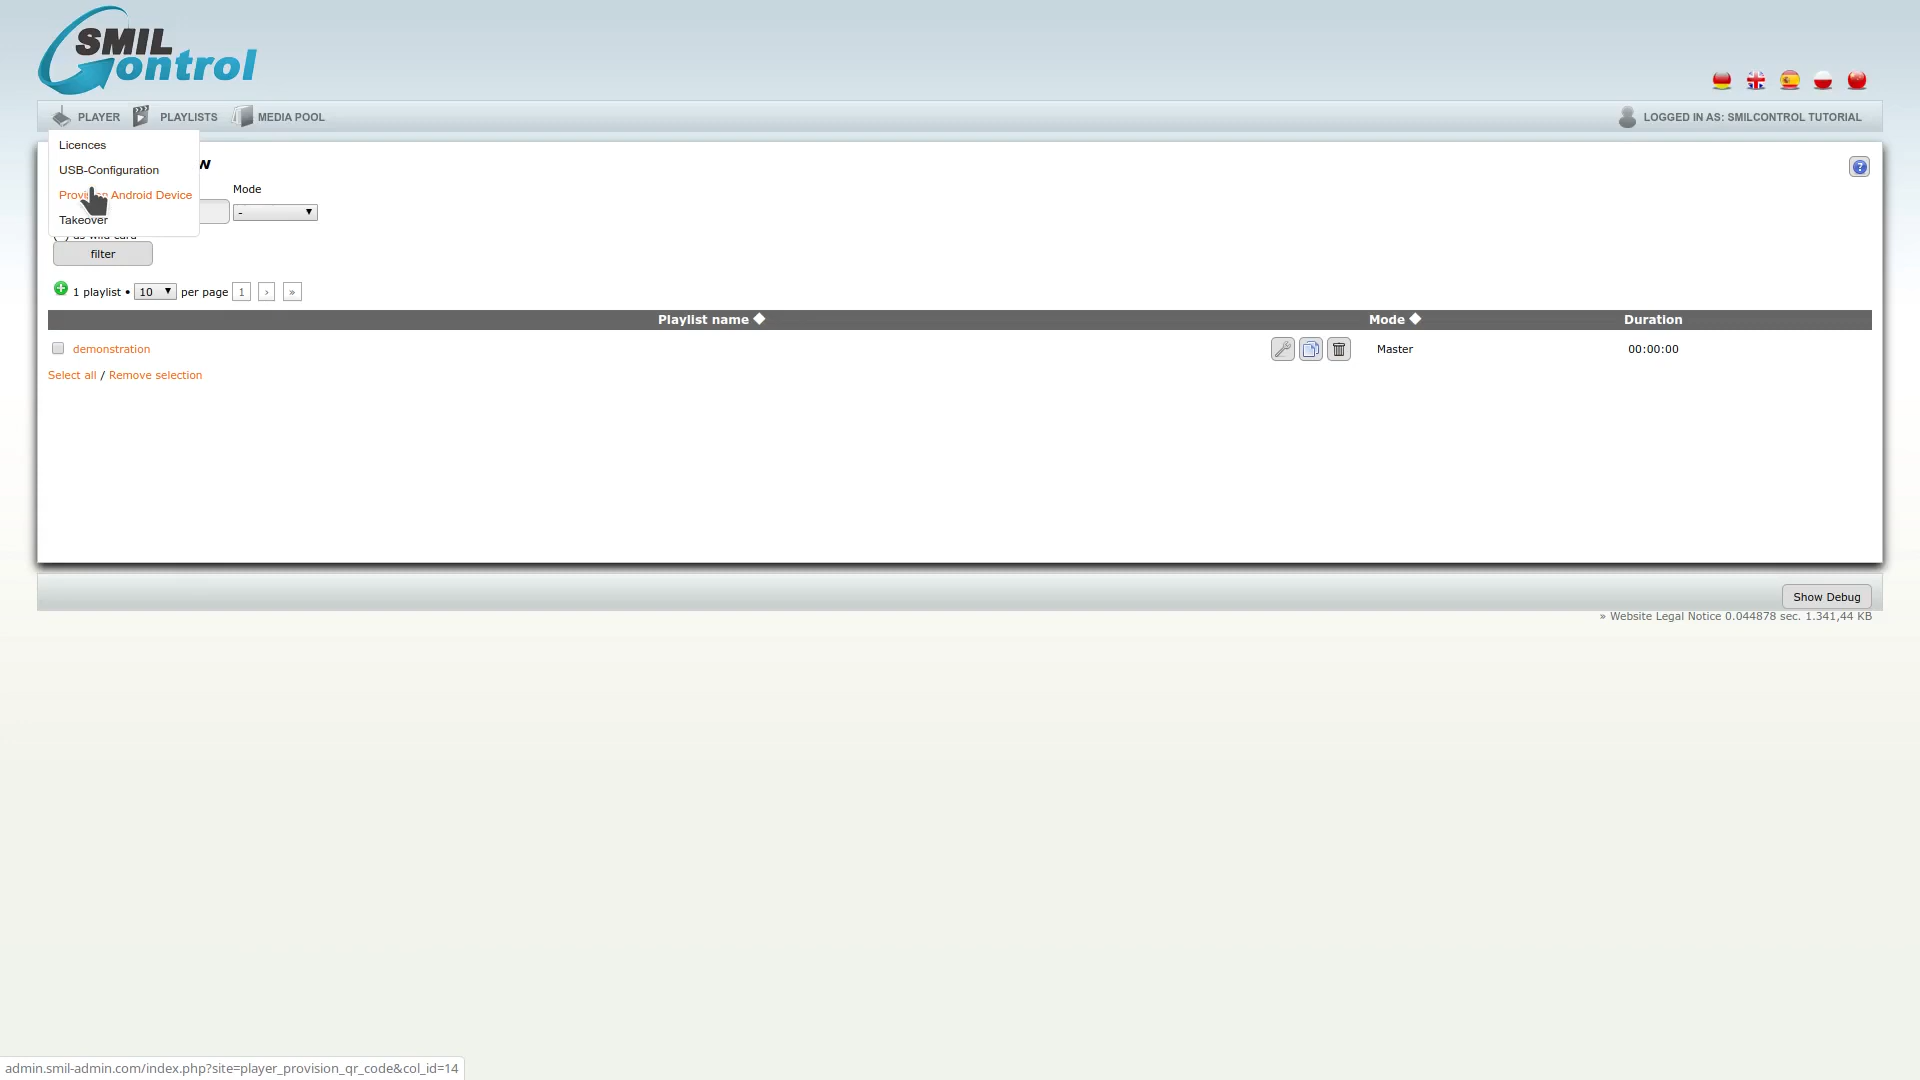 SMIL
ontrol
PLAYER PLAYLISTS MEDIA POOL LOGGED IN AS: SMILCONTROL TUTORIAL
Licences
w
?
USB-Configuration
Mode
Android Device
-
Takeover
filter
1 playlist • 10 per page 1 › »
Playlist name Mode Duration
demonstration Master 00:00:00
Select all / Remove selection
Show Debug
» Website Legal Notice 0.044878 sec. 1.341,44 KB
admin.smil-admin.com/index.php?site=player_provision_qr_code&col_id=14